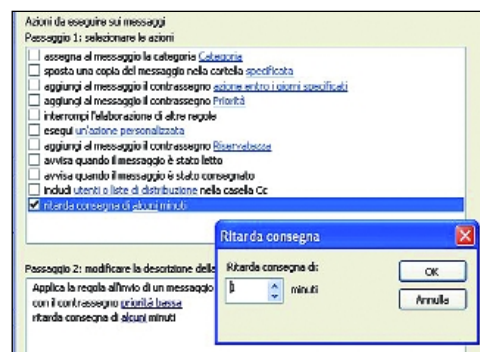 Azioni da eseguire sui messaggi
Passaggio 1: selezionare le azioni
assegna al messaggio la categoria Categoria
sposta una copia del messaggio nella cartella specificata
aggiungi al messaggio il contrassegno azione entro i giorni specificati
aggiungi al messaggio il contrassegno Priorità
interrompi l'elaborazione di altre regole
esegui un'azione personalizzata
aggiungi al messaggio il contrassegno Riservatezza
avvisa quando il messaggio è stato letto
avvisa quando il messaggio è stato consegnato
includi utenti o liste di distribuzione nella casella Cc
ritarda consegna di alcuni minuti
Ritarda consegna
Ritarda consegna di:
minuti
OK
Annulla
Passaggio 2: modificare la descrizione della
Applica la regola all'invio di un messaggio
con il contrassegno priorità bassa
ritarda consegna di alcuni minuti